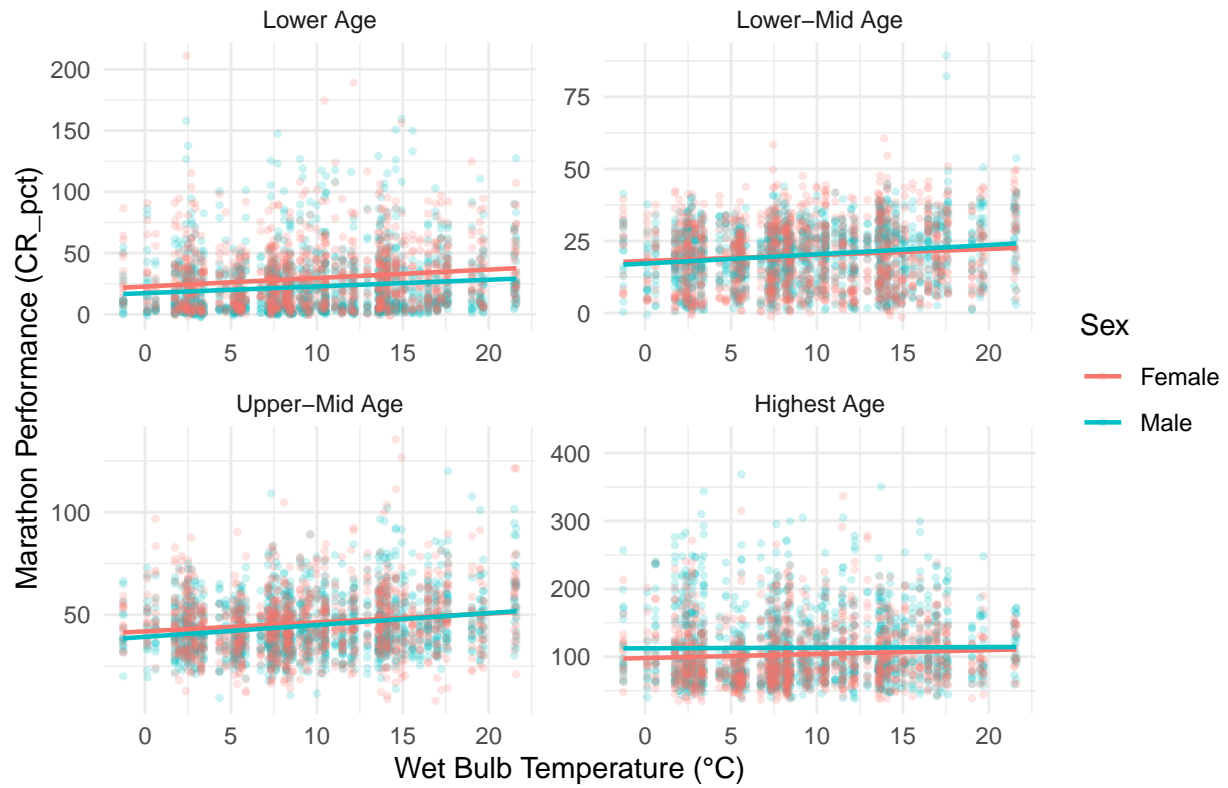 Lower Age
Lower−Mid Age
200
150
100
50
0
0 5 10 15 20
75
50
25
0
0 5 10 15 20
Upper−Mid Age
Highest Age
100
50
0 5 10 15 20
400
300
200
100
0 5 10 15 20
Marathon Performance (CR_pct)
Wet Bulb Temperature (°C)
Sex
Female
Male